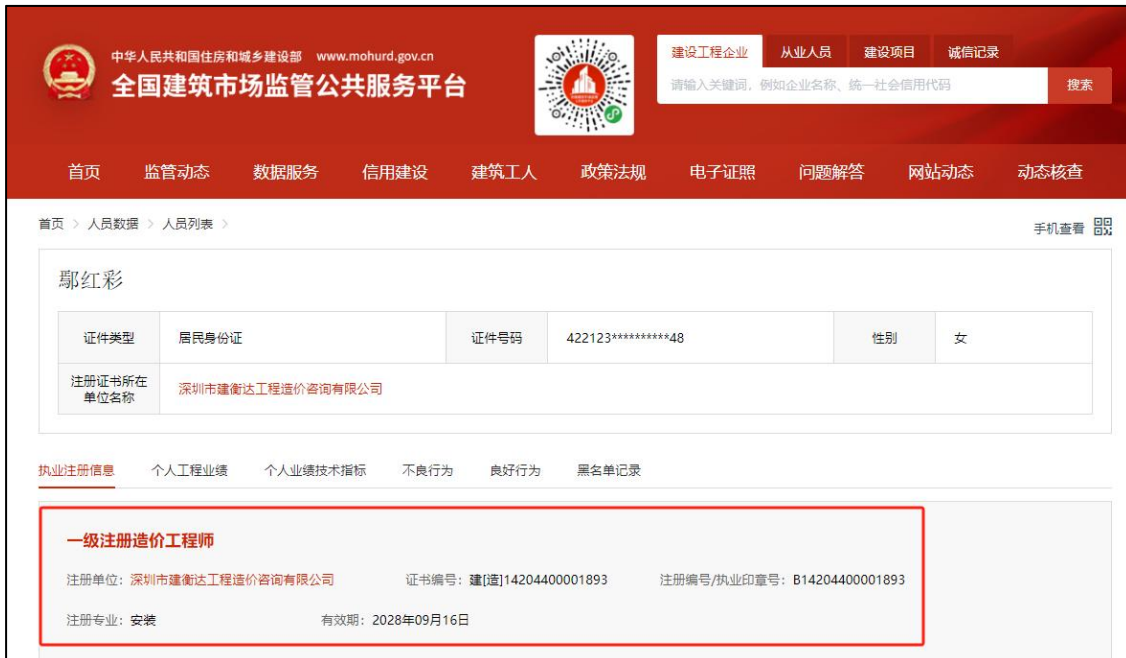 中华人民共和国住房和城乡建设部 www.mohurd.gov.cn
全国建筑市场监管公共服务平台
建设工程企业 从业人员 建设项目 诚信记录
请输入关键词，例如企业名称、统一社会信用代码 搜索
首页 监管动态 数据服务 信用建设 建筑工人 政策法规 电子证照 问题解答 网站动态 动态核查
首页 > 人员数据 > 人员列表 >
手机查看
鄢红彩
证件类型 居民身份证 证件号码 422123**********48 性别 女
注册证书所在
单位名称
深圳市建衡达工程造价咨询有限公司
执业注册信息 个人工程业绩 个人业绩技术指标 不良行为 良好行为 黑名单记录
一级注册造价工程师
注册单位：深圳市建衡达工程造价咨询有限公司 证书编号：建[造]14204400001893 注册编号/执业印章号：B14204400001893
注册专业：安装 有效期：2028年09月16日